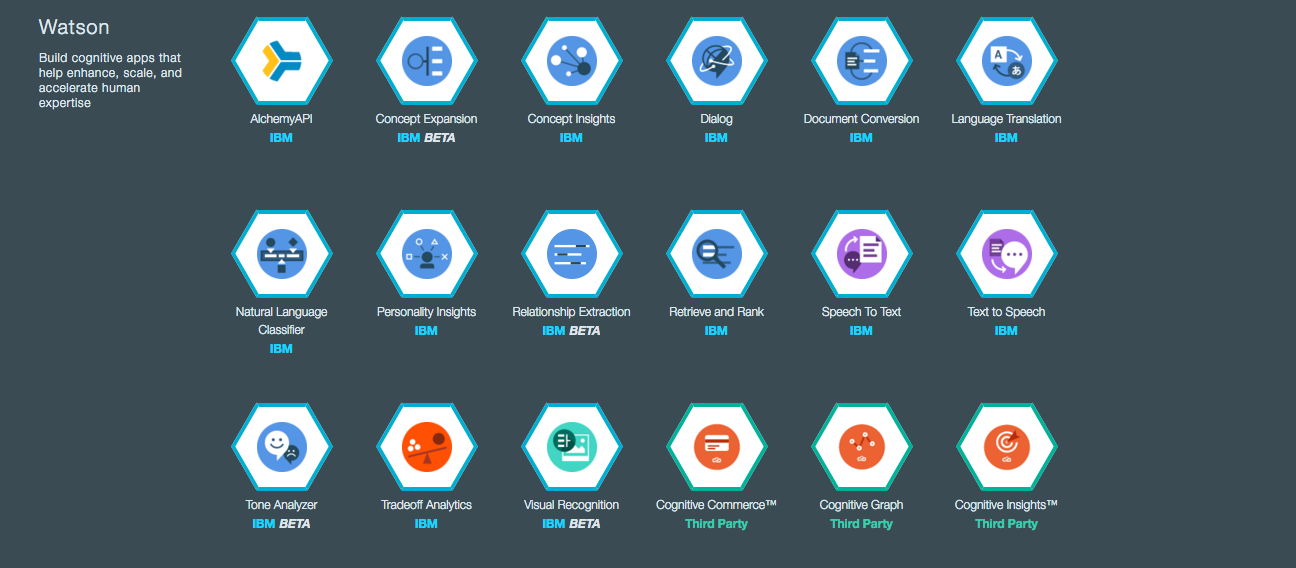 Watson
Build cognitive apps that
help enhance, scale, and
accelerate human
expertise
AlchemyAPI
IBM
Concept Expansion
IBM BETA
Concept Insights
IBM
Dialog
IBM
Document Conversion
IBM
A
あ
Language Translation
IBM
Natural Language
Classifier
IBM
Personality Insights
IBM
Relationship Extraction
IBM BETA
Retrieve and Rank
IBM
Speech To Text
IBM
Text to Speech
IBM
Tone Analyzer
IBM BETA
Tradeoff Analytics
IBM
Visual Recognition
IBM BETA
Cognitive Commerce™
Third Party
Cognitive Graph
Third Party
Cognitive Insights™
Third Party